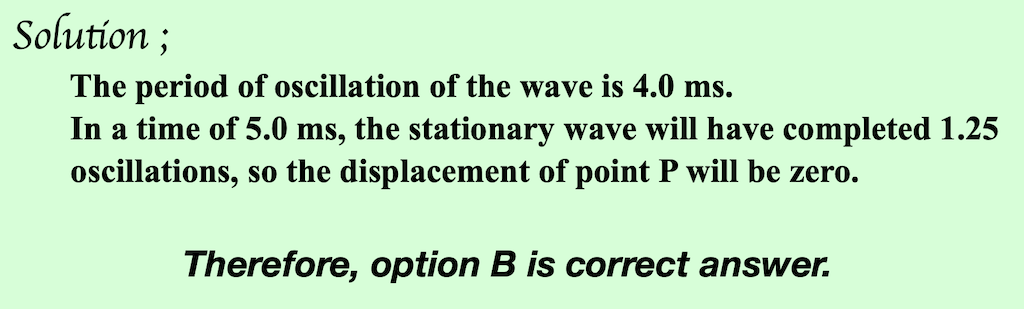 Solution ;
The period of oscillation of the wave is 4.0 ms.
In a time of 5.0 ms, the stationary wave will have completed 1.25
oscillations, so the displacement of point P will be zero.
Therefore, option B is correct answer.